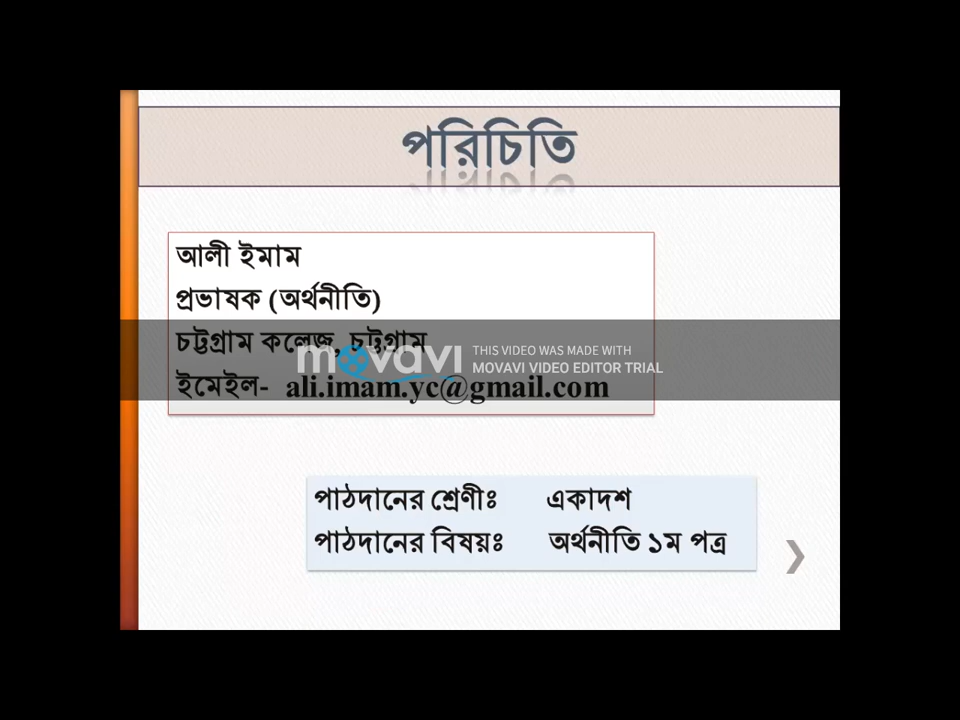 পরিচিতি
আলী ইমাম
প্রভাষক (অর্থনীতি)
চট্টগ্রাম কলেজ, চট্টগ্রাম
ইমেইল- ali.imam.yc@gmail.com
movavi
THIS VIDEO WAS MADE WITH
MOVAVI VIDEO EDITOR TRIAL
পাঠদানের শ্রেণীঃ একাদশ
পাঠদানের বিষয়ঃ অর্থনীতি ১ম পত্র